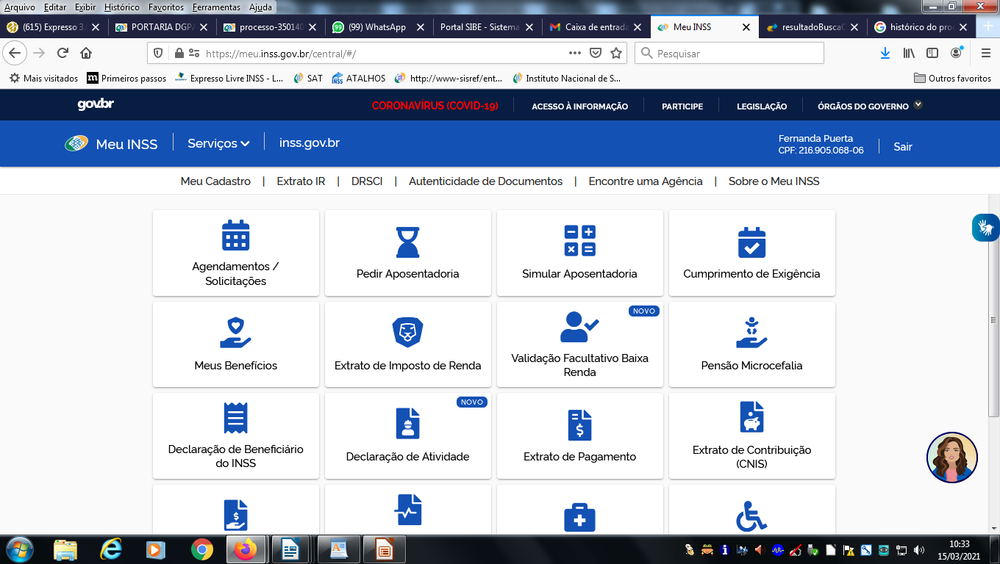 Arquivo Editar Exibir Histórico Favoritos Ferramentas Ajuda
(615) Expresso 3.
PORTARIA DGPA
processo-350140
99
(99) WhatsApp
Portal SIBE - Sistema
Caixa de entrada
Meu INSS
resultadoBusca
histórico do pro
https://meu.inss.gov.br/central/#/
Pesquisar
Mais visitados
m Primeiros passos
Expresso Livre INSS - L...
SAT
ATALHOS
http://www-sisref/ent...
Instituto Nacional de S...
Outros favoritos
gov.br
CORONAVÍRUS (COVID-19)
ACESSO À INFORMAÇÃO
PARTICIPE
LEGISLAÇÃO
ÓRGÃOS DO GOVERNO
Meu INSS
Serviços
inss.gov.br
Fernanda Puerta
CPF: 216.905.068-06
Sair
Meu Cadastro | Extrato IR | DRSCI | Autenticidade de Documentos | Encontre uma Agência | Sobre o Meu INSS
Agendamentos /
Solicitações
Pedir Aposentadoria
Simular Aposentadoria
Cumprimento de Exigência
Meus Benefícios
Extrato de Imposto de Renda
NOVO
Validação Facultativo Baixa
Renda
Pensão Microcefalia
Declaração de Beneficiário
do INSS
NOVO
Declaração de Atividade
Extrato de Pagamento
Extrato de Contribuição
(CNIS)
10:33
15/03/2021